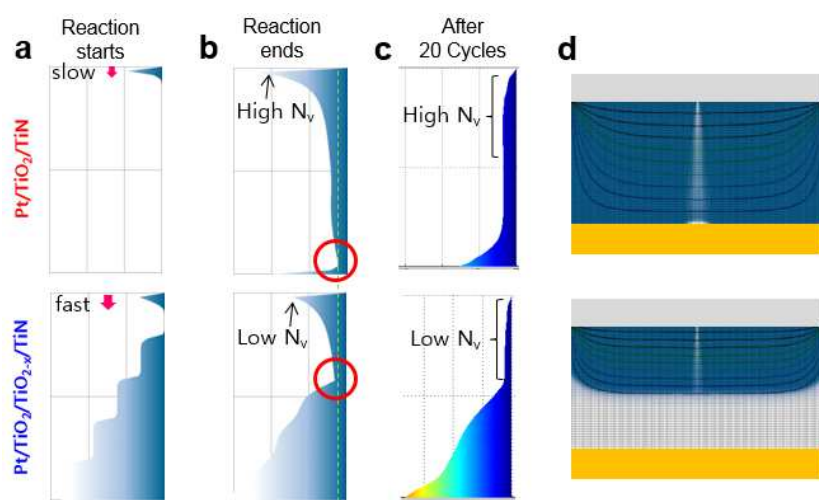 a
Reaction
starts
b
Reaction
ends
c
After
20 Cycles
d
Pt/TiO₂/TiN
slow
High Nᵥ
High Nᵥ
Pt/TiO₂/TiO₂₋ₓ/TiN
fast
Low Nᵥ
Low Nᵥ